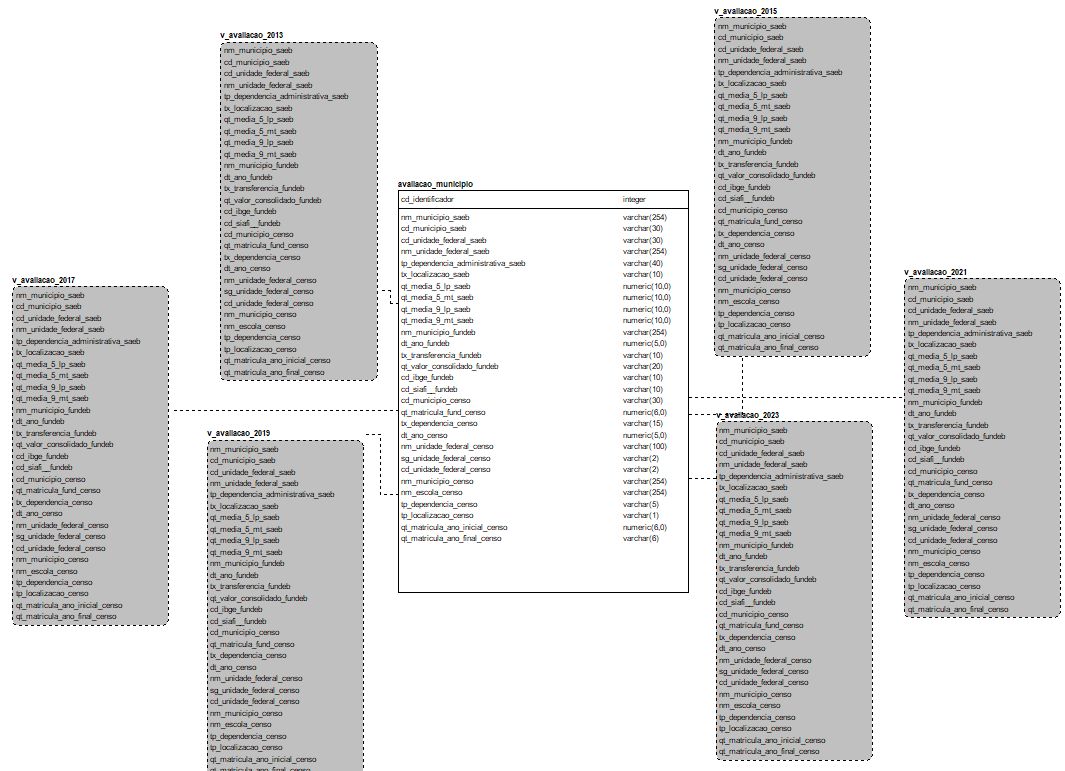 v_avaliacao_2013
nm_municipio_saeb
cd_municipio_saeb
cd_unidade_federal_saeb
nm_unidade_federal_saeb
tp_dependencia_administrativa_saeb
tx_localizacao_saeb
qt_media_5_lp_saeb
qt_media_5_mt_saeb
qt_media_9_lp_saeb
qt_media_9_mt_saeb
nm_municipio_fundeb
dt_ano_fundeb
tx_transferencia_fundeb
qt_valor_consolidado_fundeb
cd_ibge_fundeb
cd_siafi__fundeb
cd_municipio_censo
qt_matricula_fund_censo
tx_dependencia_censo
dt_ano_censo
nm_unidade_federal_censo
sg_unidade_federal_censo
cd_unidade_federal_censo
nm_municipio_censo
nm_escola_censo
tp_dependencia_censo
tp_localizacao_censo
qt_matricula_ano_inicial_censo
qt_matricula_ano_final_censo
v_avaliacao_2015
nm_municipio_saeb
cd_municipio_saeb
cd_unidade_federal_saeb
nm_unidade_federal_saeb
tp_dependencia_administrativa_saeb
tx_localizacao_saeb
qt_media_5_lp_saeb
qt_media_5_mt_saeb
qt_media_9_lp_saeb
qt_media_9_mt_saeb
nm_municipio_fundeb
dt_ano_fundeb
tx_transferencia_fundeb
qt_valor_consolidado_fundeb
cd_ibge_fundeb
cd_siafi__fundeb
cd_municipio_censo
qt_matricula_fund_censo
tx_dependencia_censo
dt_ano_censo
nm_unidade_federal_censo
sg_unidade_federal_censo
cd_unidade_federal_censo
nm_municipio_censo
nm_escola_censo
tp_dependencia_censo
tp_localizacao_censo
qt_matricula_ano_inicial_censo
qt_matricula_ano_final_censo
avaliacao_municipio
cd_identificador integer
nm_municipio_saeb varchar(254)
cd_municipio_saeb varchar(30)
cd_unidade_federal_saeb varchar(30)
nm_unidade_federal_saeb varchar(254)
tp_dependencia_administrativa_saeb varchar(40)
tx_localizacao_saeb varchar(10)
qt_media_5_lp_saeb numeric(10,0)
qt_media_5_mt_saeb numeric(10,0)
qt_media_9_lp_saeb numeric(10,0)
qt_media_9_mt_saeb numeric(10,0)
nm_municipio_fundeb varchar(254)
dt_ano_fundeb numeric(5,0)
tx_transferencia_fundeb varchar(10)
qt_valor_consolidado_fundeb varchar(20)
cd_ibge_fundeb varchar(10)
cd_siafi__fundeb varchar(10)
cd_municipio_censo varchar(30)
qt_matricula_fund_censo numeric(6,0)
tx_dependencia_censo varchar(15)
dt_ano_censo numeric(5,0)
nm_unidade_federal_censo varchar(100)
sg_unidade_federal_censo varchar(2)
cd_unidade_federal_censo varchar(2)
nm_municipio_censo varchar(254)
nm_escola_censo varchar(254)
tp_dependencia_censo varchar(5)
tp_localizacao_censo varchar(1)
qt_matricula_ano_inicial_censo numeric(6,0)
qt_matricula_ano_final_censo varchar(6)
v_avaliacao_2017
nm_municipio_saeb
cd_municipio_saeb
cd_unidade_federal_saeb
nm_unidade_federal_saeb
tp_dependencia_administrativa_saeb
tx_localizacao_saeb
qt_media_5_lp_saeb
qt_media_5_mt_saeb
qt_media_9_lp_saeb
qt_media_9_mt_saeb
nm_municipio_fundeb
dt_ano_fundeb
tx_transferencia_fundeb
qt_valor_consolidado_fundeb
cd_ibge_fundeb
cd_siafi__fundeb
cd_municipio_censo
qt_matricula_fund_censo
tx_dependencia_censo
dt_ano_censo
nm_unidade_federal_censo
sg_unidade_federal_censo
cd_unidade_federal_censo
nm_municipio_censo
nm_escola_censo
tp_dependencia_censo
tp_localizacao_censo
qt_matricula_ano_inicial_censo
qt_matricula_ano_final_censo
v_avaliacao_2021
nm_municipio_saeb
cd_municipio_saeb
cd_unidade_federal_saeb
nm_unidade_federal_saeb
tp_dependencia_administrativa_saeb
tx_localizacao_saeb
qt_media_5_lp_saeb
qt_media_5_mt_saeb
qt_media_9_lp_saeb
qt_media_9_mt_saeb
nm_municipio_fundeb
dt_ano_fundeb
tx_transferencia_fundeb
qt_valor_consolidado_fundeb
cd_ibge_fundeb
cd_siafi__fundeb
cd_municipio_censo
qt_matricula_fund_censo
tx_dependencia_censo
dt_ano_censo
nm_unidade_federal_censo
sg_unidade_federal_censo
cd_unidade_federal_censo
nm_municipio_censo
nm_escola_censo
tp_dependencia_censo
tp_localizacao_censo
qt_matricula_ano_inicial_censo
qt_matricula_ano_final_censo
v_avaliacao_2019
nm_municipio_saeb
cd_municipio_saeb
cd_unidade_federal_saeb
nm_unidade_federal_saeb
tp_dependencia_administrativa_saeb
tx_localizacao_saeb
qt_media_5_lp_saeb
qt_media_5_mt_saeb
qt_media_9_lp_saeb
qt_media_9_mt_saeb
nm_municipio_fundeb
dt_ano_fundeb
tx_transferencia_fundeb
qt_valor_consolidado_fundeb
cd_ibge_fundeb
cd_siafi__fundeb
cd_municipio_censo
qt_matricula_fund_censo
tx_dependencia_censo
dt_ano_censo
nm_unidade_federal_censo
sg_unidade_federal_censo
cd_unidade_federal_censo
nm_municipio_censo
nm_escola_censo
tp_dependencia_censo
tp_localizacao_censo
qt_matricula_ano_inicial_censo
qt_matricula_ano_final_censo
v_avaliacao_2023
nm_municipio_saeb
cd_municipio_saeb
cd_unidade_federal_saeb
nm_unidade_federal_saeb
tp_dependencia_administrativa_saeb
tx_localizacao_saeb
qt_media_5_lp_saeb
qt_media_5_mt_saeb
qt_media_9_lp_saeb
qt_media_9_mt_saeb
nm_municipio_fundeb
dt_ano_fundeb
tx_transferencia_fundeb
qt_valor_consolidado_fundeb
cd_ibge_fundeb
cd_siafi__fundeb
cd_municipio_censo
qt_matricula_fund_censo
tx_dependencia_censo
dt_ano_censo
nm_unidade_federal_censo
sg_unidade_federal_censo
cd_unidade_federal_censo
nm_municipio_censo
nm_escola_censo
tp_dependencia_censo
tp_localizacao_censo
qt_matricula_ano_inicial_censo
qt_matricula_ano_final_censo